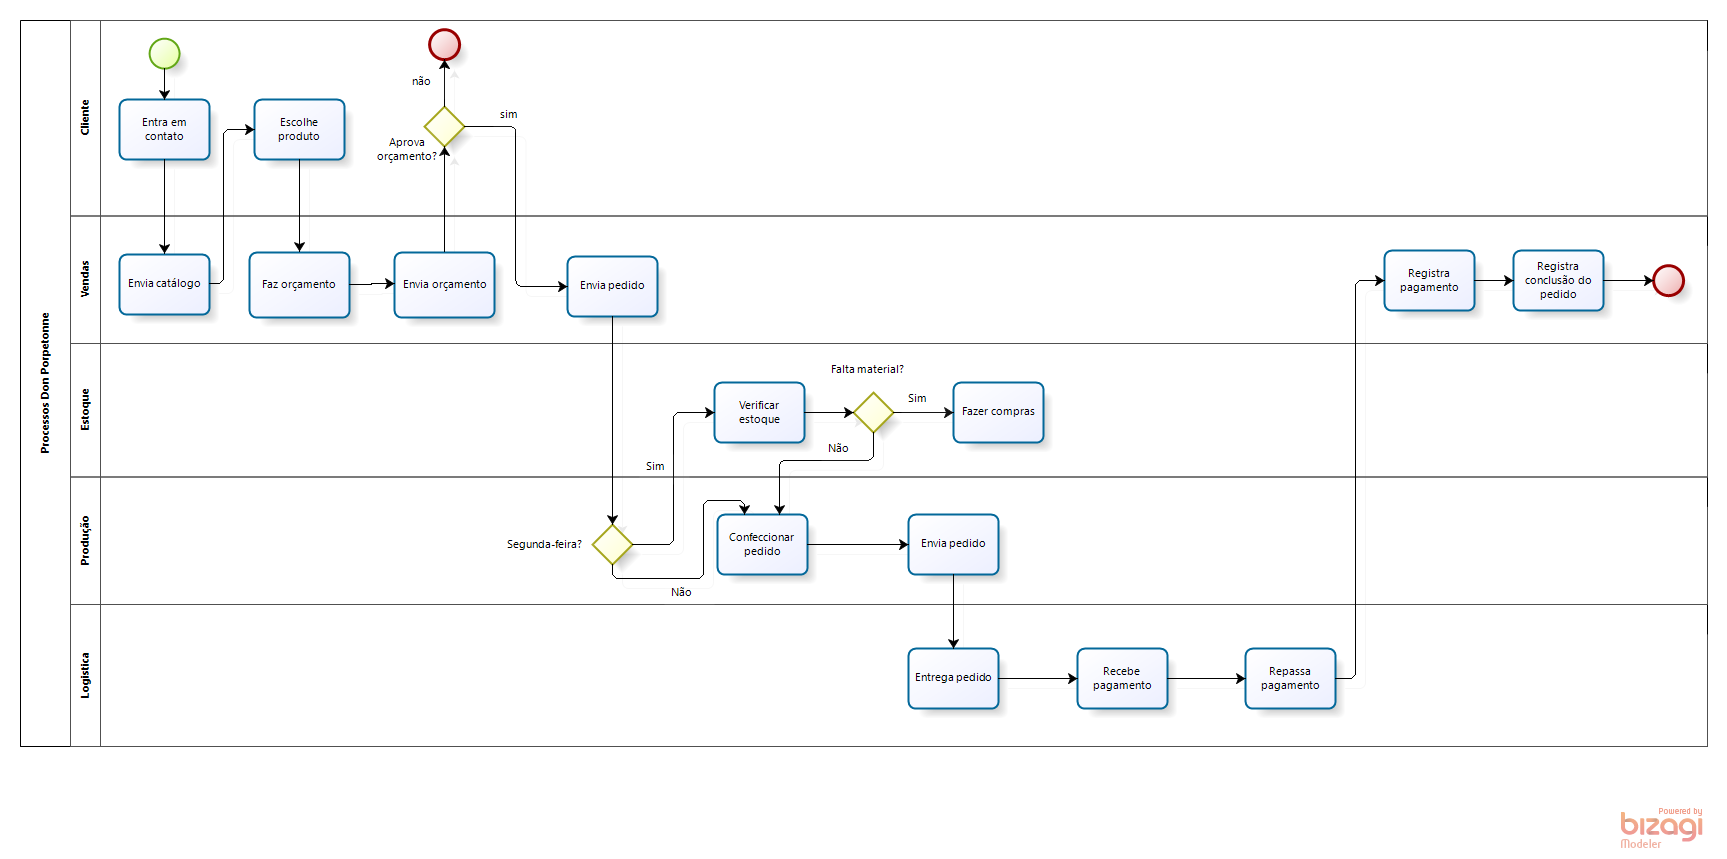 Processos Don Porpetonne
Cliente
Entra em
contato
Escolhe
produto
não
sim
Aprova
orçamento?
Vendas
Envia catálogo
Faz orçamento
Envia orçamento
Envia pedido
Registra
pagamento
Registra
conclusão do
pedido
Estoque
Verificar
estoque
Falta material?
Sim
Fazer compras
Não
Sim
Produção
Segunda-feira?
Não
Confeccionar
pedido
Envia pedido
Logistica
Entrega pedido
Recebe
pagamento
Repassa
pagamento
Powered by
bizagi
Modeler